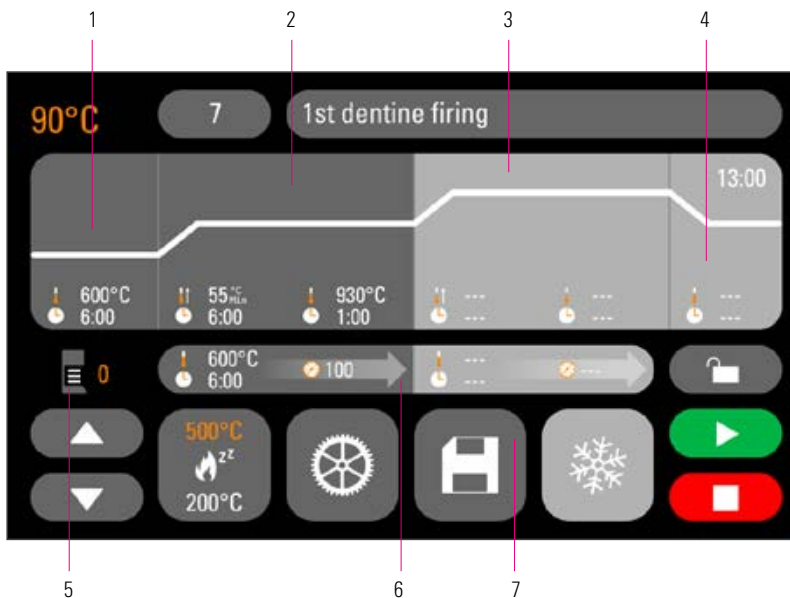 1 2 3 4
90°C 7 1st dentine firing
13:00
600°C 55 °C Min 930°C --- --- ---
6:00 6:00 1:00 --- --- ---
0 600°C 100 --- ---
6:00 ---
500°C
zz
200°C
5 6 7